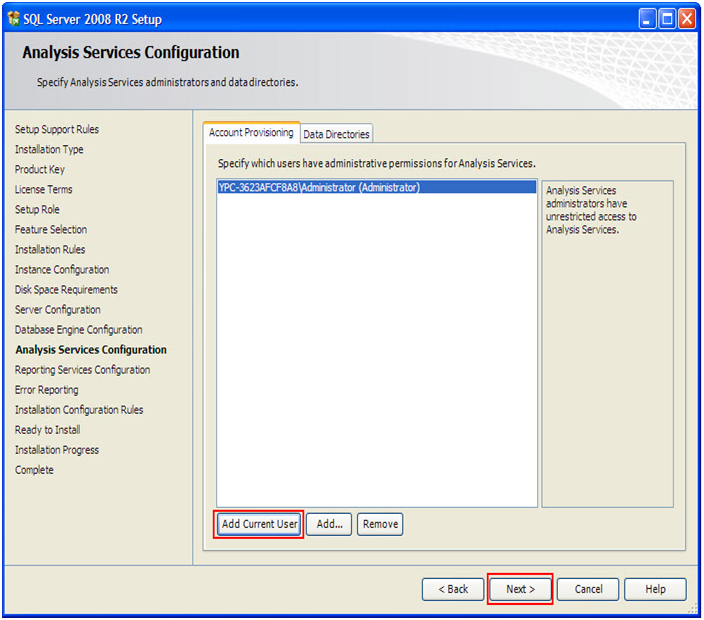 SQL Server 2008 R2 Setup
Analysis Services Configuration
Specify Analysis Services administrators and data directories.
Setup Support Rules
Installation Type
Product Key
License Terms
Setup Role
Feature Selection
Installation Rules
Instance Configuration
Disk Space Requirements
Server Configuration
Database Engine Configuration
Analysis Services Configuration
Reporting Services Configuration
Error Reporting
Installation Configuration Rules
Ready to Install
Installation Progress
Complete
Account Provisioning
Data Directories
Specify which users have administrative permissions for Analysis Services.
YPC-3623AFCF8A8\Administrator (Administrator)
Analysis Services
administrators have
unrestricted access to
Analysis Services.
Add Current User
Add...
Remove
< Back
Next >
Cancel
Help